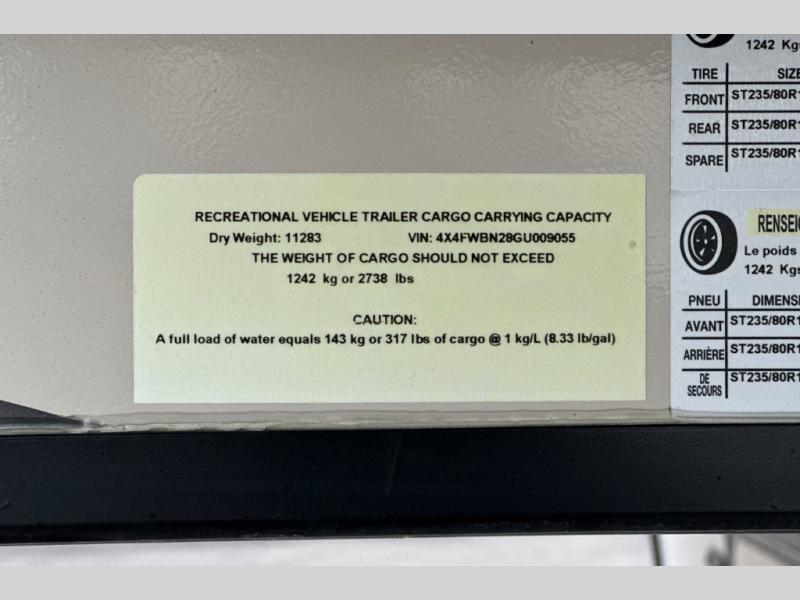 RECREATIONAL VEHICLE TRAILER CARGO CARRYING CAPACITY
Dry Weight: 11283 VIN: 4X4FWBN28GU009055
THE WEIGHT OF CARGO SHOULD NOT EXCEED
1242 kg or 2738 lbs
CAUTION:
A full load of water equals 143 kg or 317 lbs of cargo @ 1 kg/L (8.33 lb/gal)
1242 Kgs
TIRE SIZE
FRONT ST235/80R1
REAR ST235/80R1
SPARE ST235/80R1
RENSEI
Le poids
1242 Kgs
PNEU DIMENS
AVANT ST235/80R1
ARRIÈRE ST235/80R1
DE SECOURS ST235/80R1